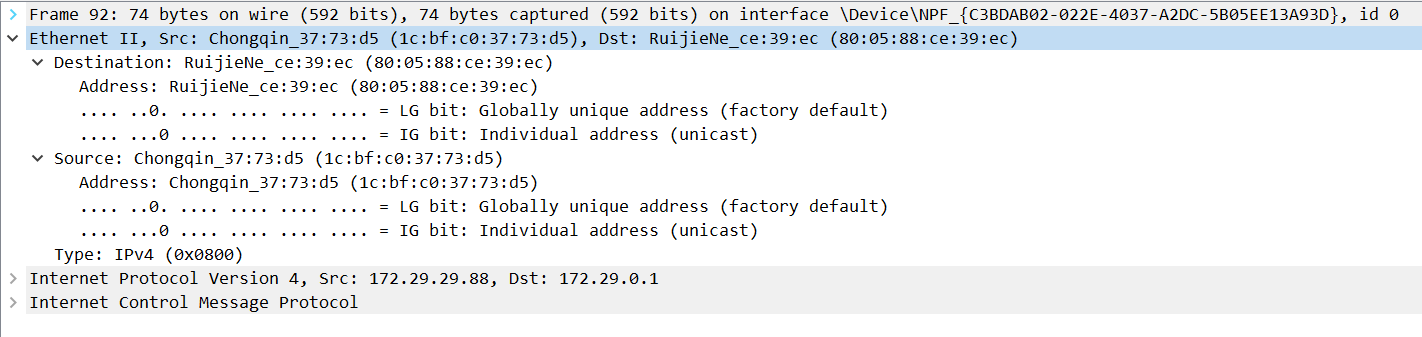 Frame 92: 74 bytes on wire (592 bits), 74 bytes captured (592 bits) on interface \Device\NPF_{C3BDAB02-022E-4037-A2DC-5B05EE13A93D}, id 0
Ethernet II, Src: Chongqin_37:73:d5 (1c:bf:c0:37:73:d5), Dst: RuijieNe_ce:39:ec (80:05:88:ce:39:ec)
Destination: RuijieNe_ce:39:ec (80:05:88:ce:39:ec)
Address: RuijieNe_ce:39:ec (80:05:88:ce:39:ec)
.... ..0. .... .... .... .... = LG bit: Globally unique address (factory default)
.... ...0 .... .... .... .... = IG bit: Individual address (unicast)
Source: Chongqin_37:73:d5 (1c:bf:c0:37:73:d5)
Address: Chongqin_37:73:d5 (1c:bf:c0:37:73:d5)
.... ..0. .... .... .... .... = LG bit: Globally unique address (factory default)
.... ...0 .... .... .... .... = IG bit: Individual address (unicast)
Type: IPv4 (0x0800)
Internet Protocol Version 4, Src: 172.29.29.88, Dst: 172.29.0.1
Internet Control Message Protocol